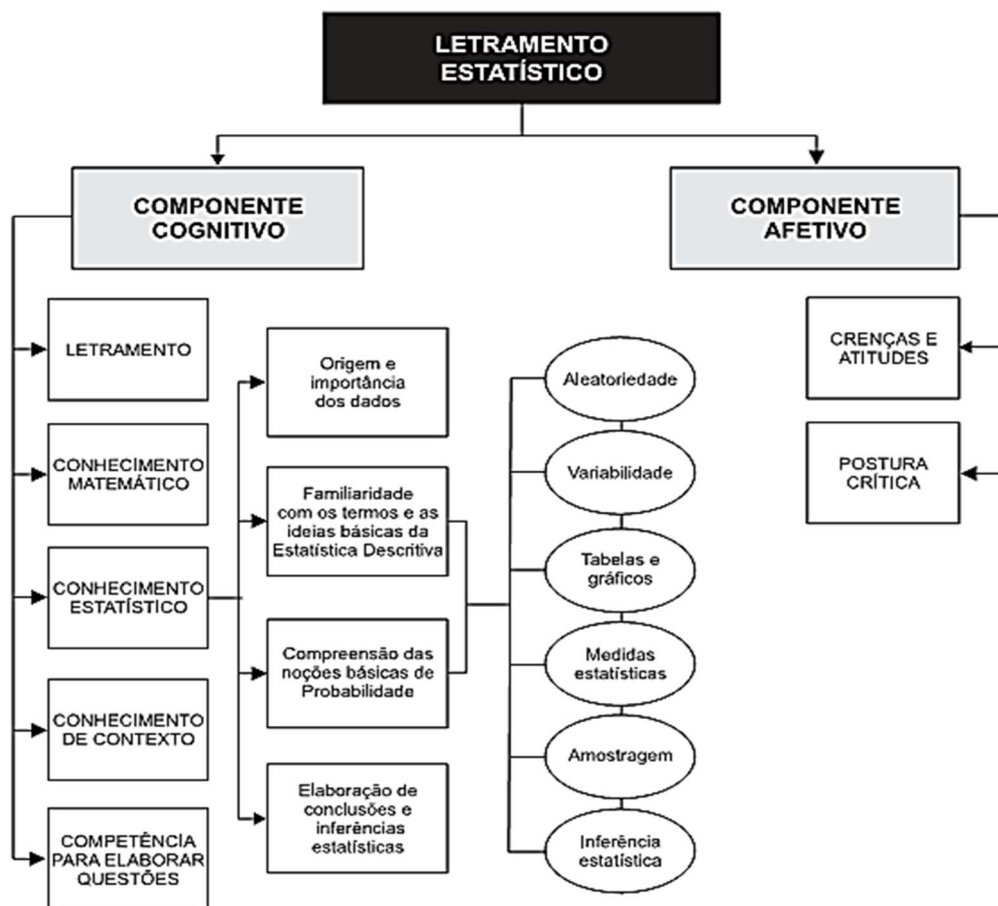 LETRAMENTO
ESTATÍSTICO
COMPONENTE
COGNITIVO
COMPONENTE
AFETIVO
LETRAMENTO
CONHECIMENTO
MATEMÁTICO
CONHECIMENTO
ESTATÍSTICO
CONHECIMENTO
DE CONTEXTO
COMPETÊNCIA
PARA ELABORAR
QUESTÕES
Origem e
importância
dos dados
Familiaridade
com os termos e as
ideias básicas da
Estatística Descritiva
Compreensão das
noções básicas de
Probabilidade
Elaboração de
conclusões e
inferências
estatísticas
Aleatoriedade
Variabilidade
Tabelas e
gráficos
Medidas
estatísticas
Amostragem
Inferência
estatística
CRENÇAS E
ATITUDES
POSTURA
CRÍTICA